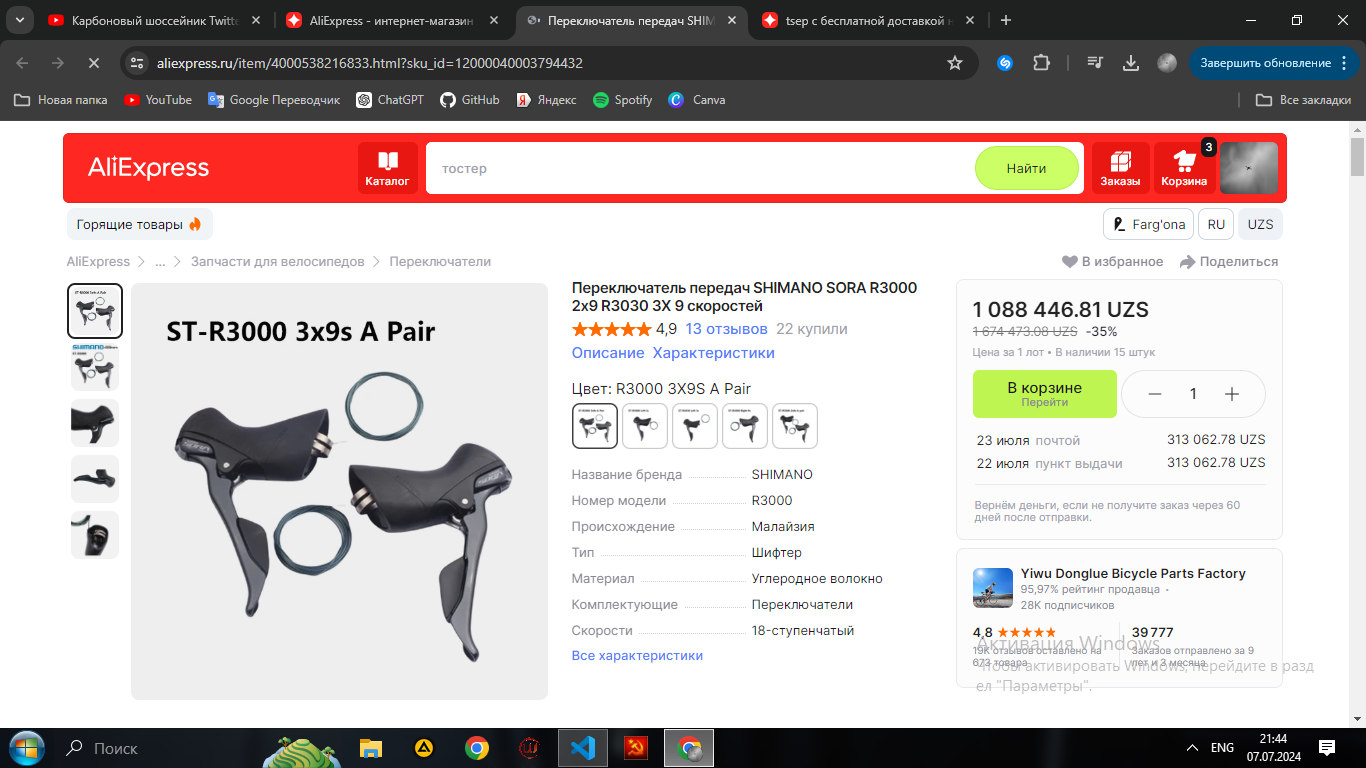 Карбоновый шоссейник Twitte
AliExpress - интернет-магазин
Переключатель передач SHIM
tsep с бесплатной доставкой н
aliexpress.ru/item/4000538216833.html?sku_id=12000040003794432
Завершить обновление
Новая папка
YouTube
Google Переводчик
ChatGPT
GitHub
Яндекс
Spotify
Canva
Все закладки
AliExpress
Каталог
тостер
Найти
Заказы
3
Корзина
Горящие товары
Farg'ona
RU
UZS
AliExpress > ... > Запчасти для велосипедов > Переключатели
В избранное
Поделиться
ST-R3000 3x9s A Pair
Переключатель передач SHIMANO SORA R3000
2x9 R3030 3X 9 скоростей
4,9 13 отзывов 22 купили
Описание Характеристики
Цвет: R3000 3X9S A Pair
Название бренда SHIMANO
Номер модели R3000
Происхождение Малайзия
Тип Шифтер
Материал Углеродное волокно
Комплектующие Переключатели
Скорости 18-ступенчатый
Все характеристики
1 088 446.81 UZS
1 674 473.08 UZS -35%
Цена за 1 лот • В наличии 15 штук
В корзине
Перейти
1
23 июля почтой 313 062.78 UZS
22 июля пункт выдачи 313 062.78 UZS
Вернём деньги, если не получите заказ через 60
дней после отправки.
Yiwu Donglue Bicycle Parts Factory
95,97% рейтинг продавца •
28K подписчиков
4,8
39 777
19K отзывов оставлено на
673 товара
Заказов отправлено за 9
лет и 3 месяца
Активация Windows
Чтобы активировать Windows, перейдите в разд
ел "Параметры".
Поиск
ENG
21:44
07.07.2024